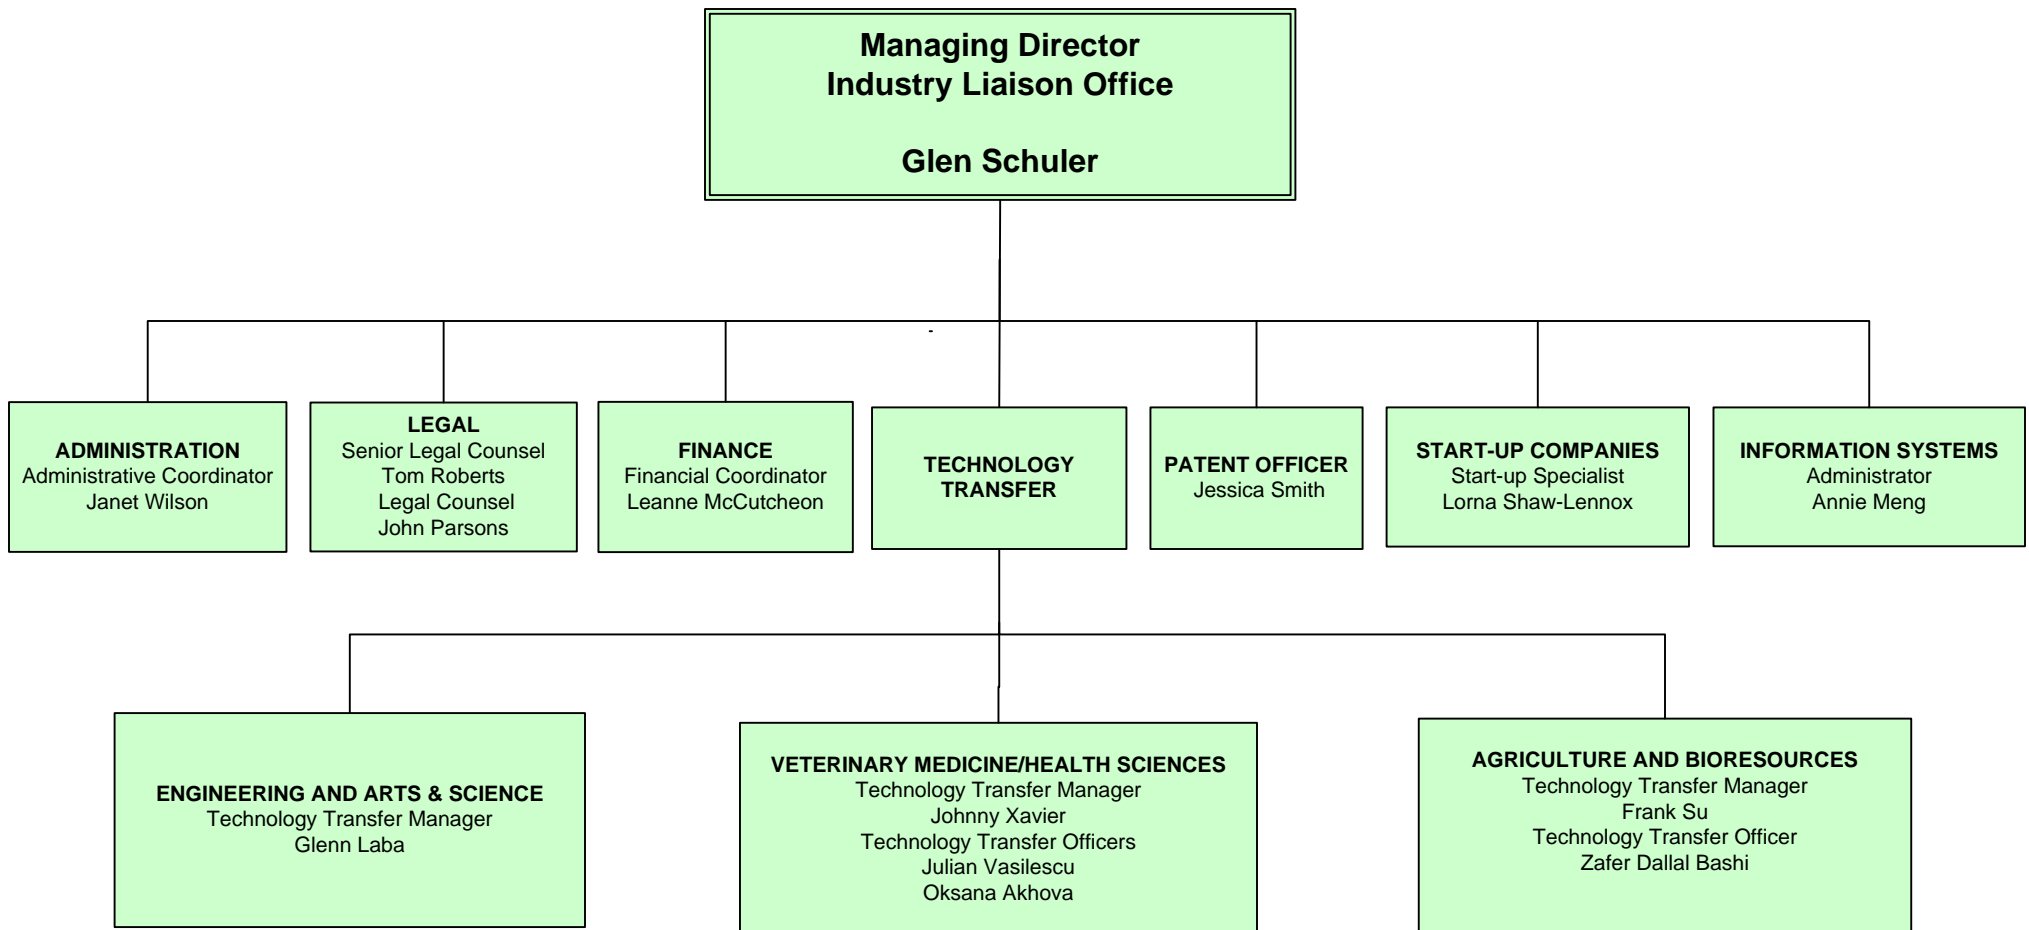 Managing Director
Industry Liaison Office
Glen Schuler
-
ADMINISTRATION
Administrative Coordinator
Janet Wilson
LEGAL
Senior Legal Counsel
Tom Roberts
Legal Counsel
John Parsons
FINANCE
Financial Coordinator
Leanne McCutcheon
TECHNOLOGY
TRANSFER
PATENT OFFICER
Jessica Smith
START-UP COMPANIES
Start-up Specialist
Lorna Shaw-Lennox
INFORMATION SYSTEMS
Administrator
Annie Meng
ENGINEERING AND ARTS & SCIENCE
Technology Transfer Manager
Glenn Laba
VETERINARY MEDICINE/HEALTH SCIENCES
Technology Transfer Manager
Johnny Xavier
Technology Transfer Officers
Julian Vasilescu
Oksana Akhova
AGRICULTURE AND BIORESOURCES
Technology Transfer Manager
Frank Su
Technology Transfer Officer
Zafer Dallal Bashi